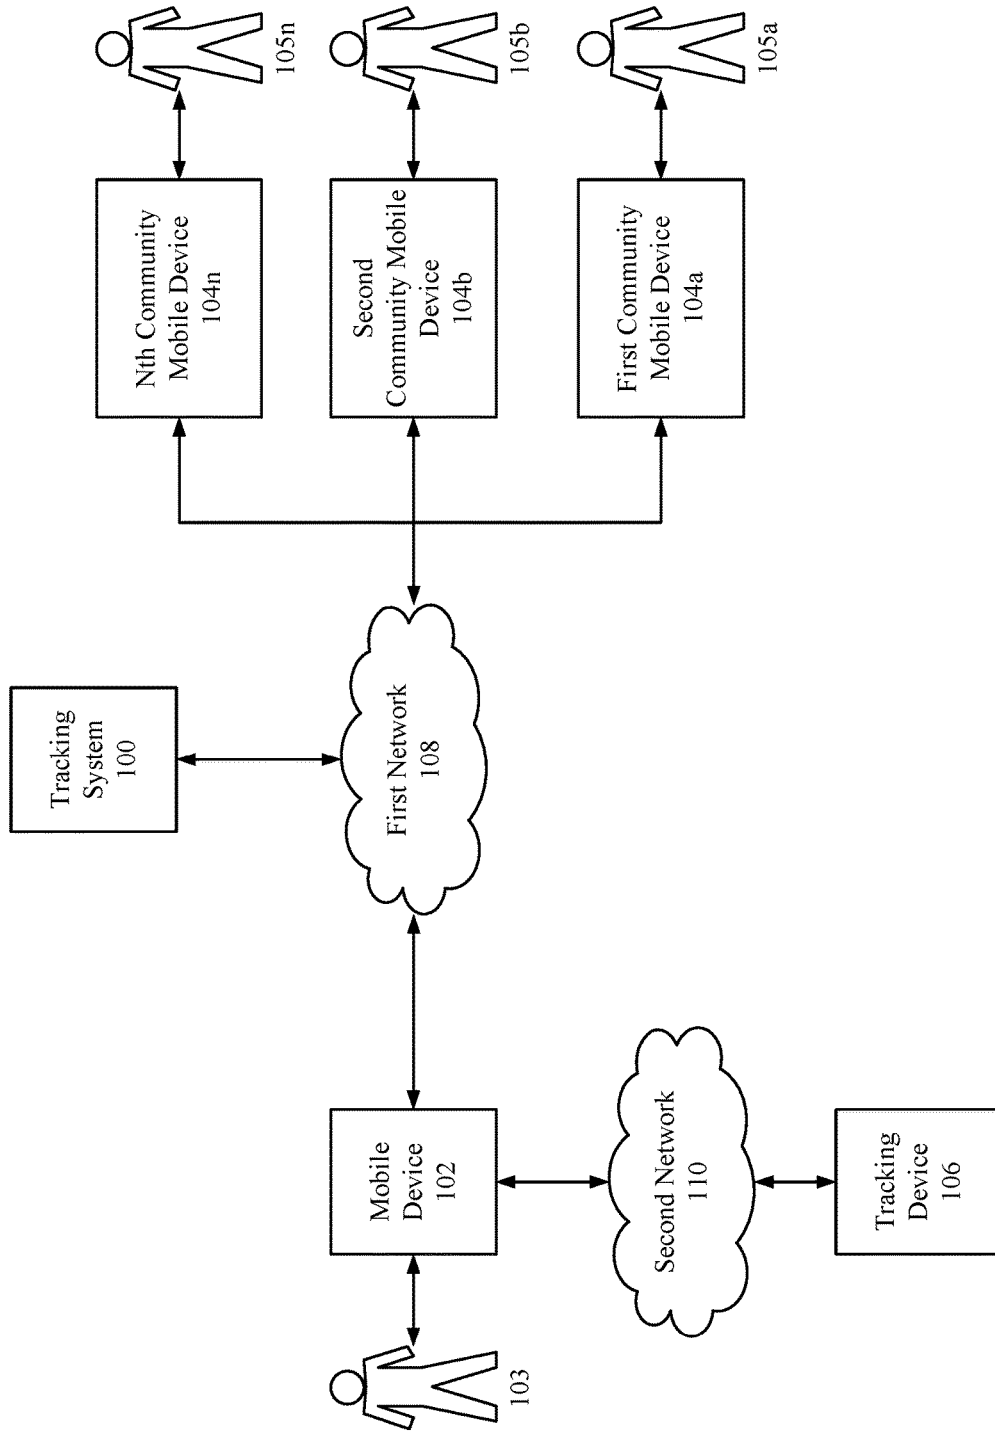 Tracking
System
100
First Network
108
Mobile
Device
102
103
Second Network
110
Tracking
Device
106
Nth Community
Mobile Device
104n
105n
Second
Community Mobile
Device
104b
105b
First Community
Mobile Device
104a
105a